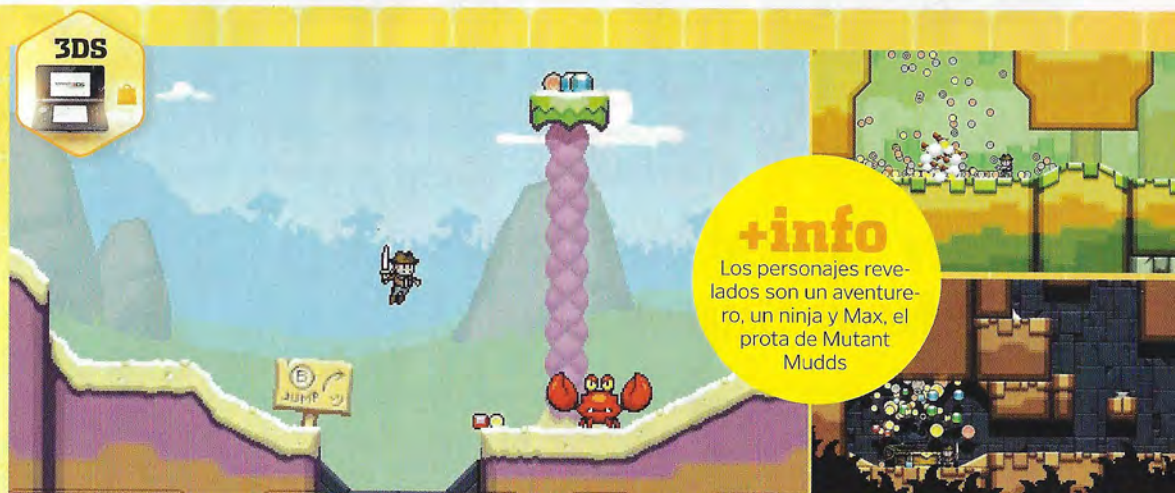 3DS
B
JUMP
+info
Los personajes reve-
lados son un aventure-
ro, un ninja y Max, el
prota de Mutant
Mudds